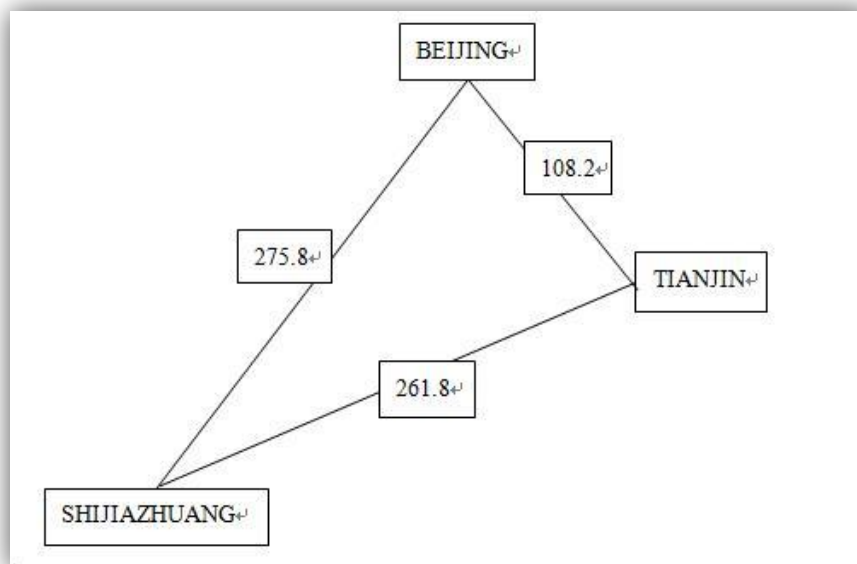 BEIJING↵
108.2↵
275.8↵
TIANJIN↵
261.8↵
SHIJIAZHUANG↵